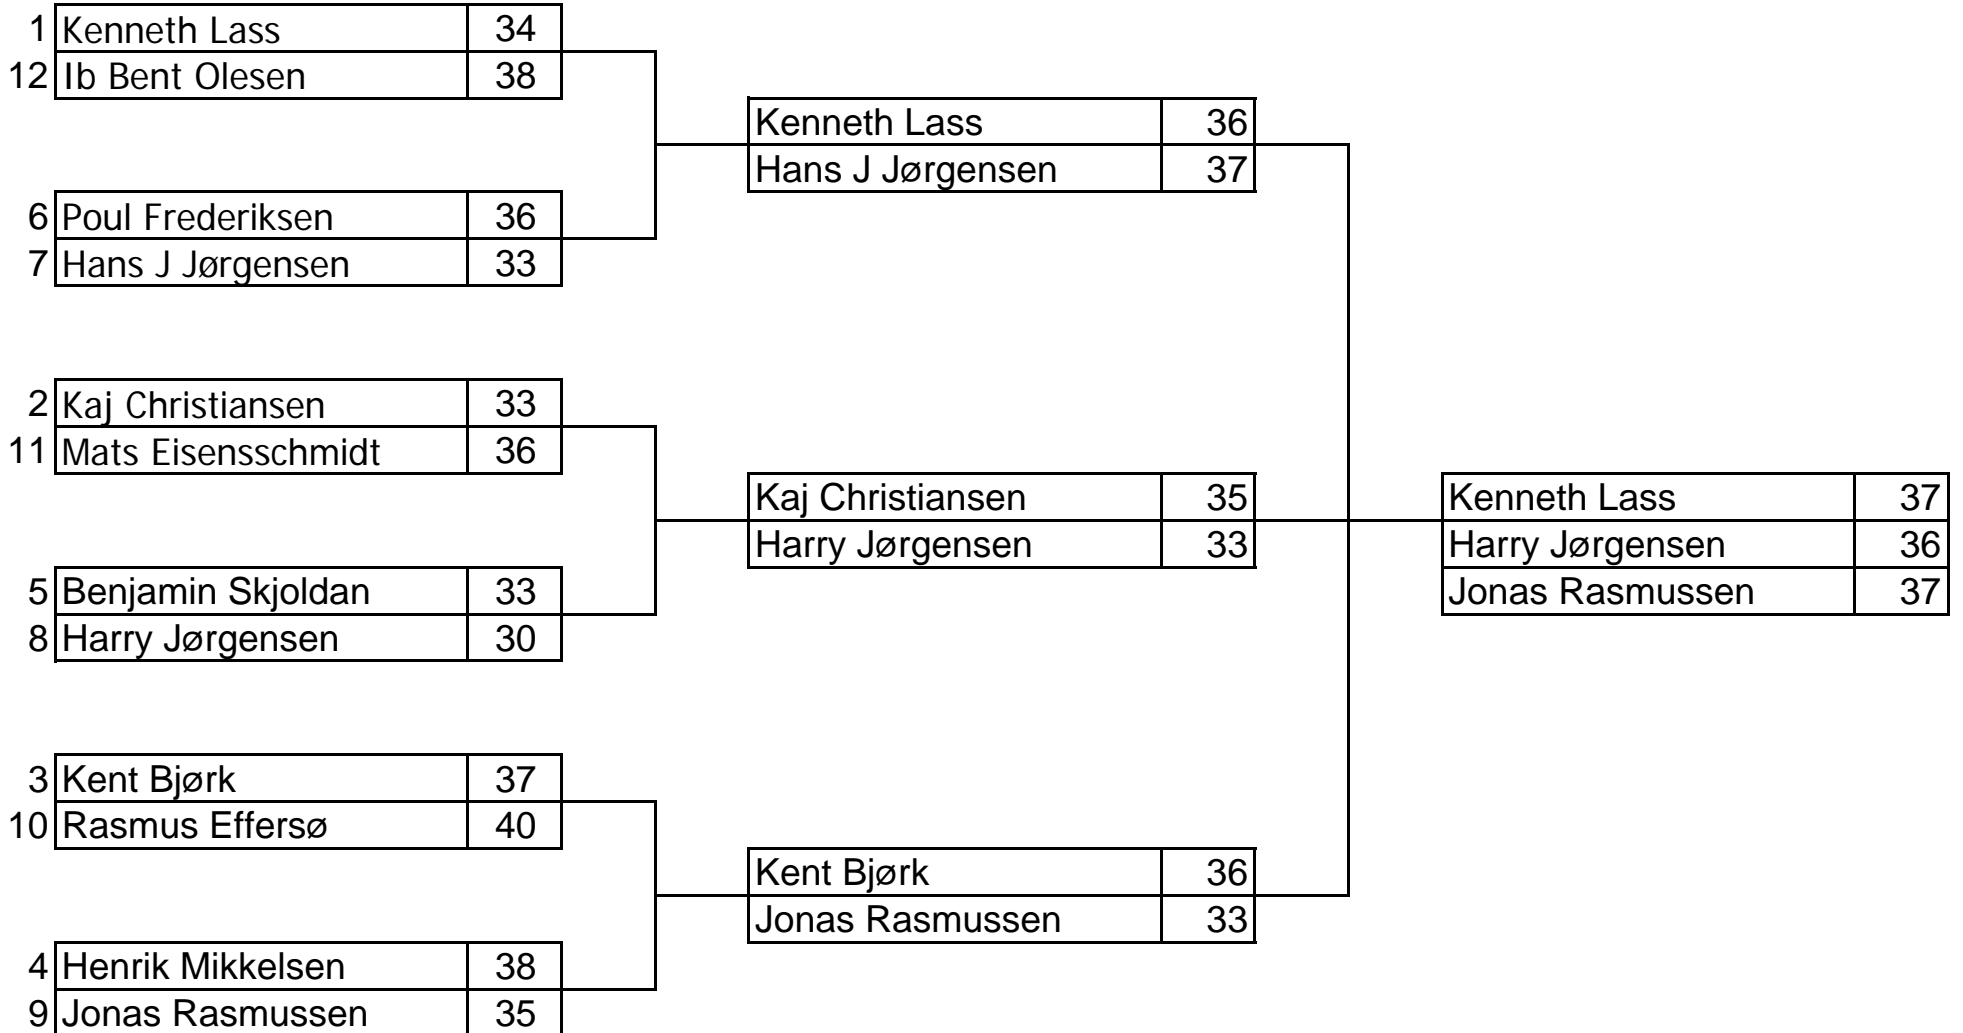 1 Kenneth Lass 34
12 Ib Bent Olesen 38
Kenneth Lass 36
Hans J Jørgensen 37
6 Poul Frederiksen 36
7 Hans J Jørgensen 33
2 Kaj Christiansen 33
11 Mats Eisensschmidt 36
Kaj Christiansen 35
Harry Jørgensen 33
Kenneth Lass 37
Harry Jørgensen 36
Jonas Rasmussen 37
5 Benjamin Skjoldan 33
8 Harry Jørgensen 30
3 Kent Bjørk 37
10 Rasmus Effersø 40
Kent Bjørk 36
Jonas Rasmussen 33
4 Henrik Mikkelsen 38
9 Jonas Rasmussen 35